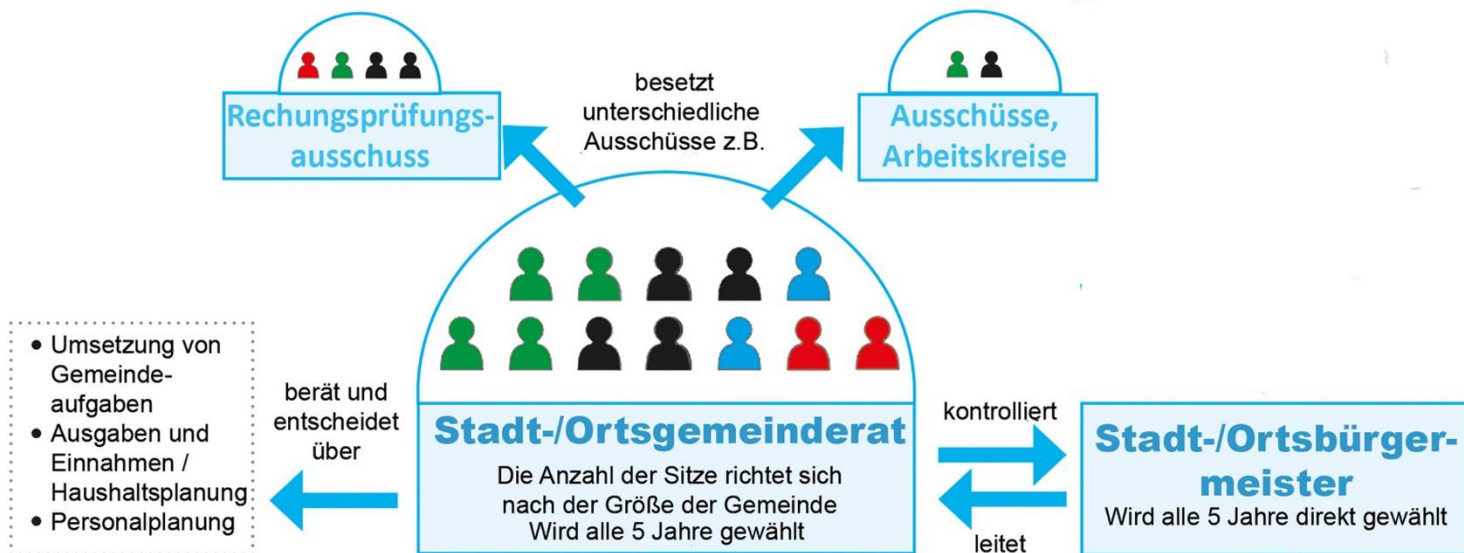 Rechungsprüfungs-
ausschuss
besetzt
unterschiedliche
Ausschüsse z.B.
Ausschüsse,
Arbeitskreise
• Umsetzung von
Gemeinde-
aufgaben
• Ausgaben und
Einnahmen /
Haushaltsplanung
• Personalplanung
berät und
entscheidet
über
Stadt-/Ortsgemeinderat
Die Anzahl der Sitze richtet sich
nach der Größe der Gemeinde
Wird alle 5 Jahre gewählt
kontrolliert
leitet
Stadt-/Ortsbürger-
meister
Wird alle 5 Jahre direkt gewählt